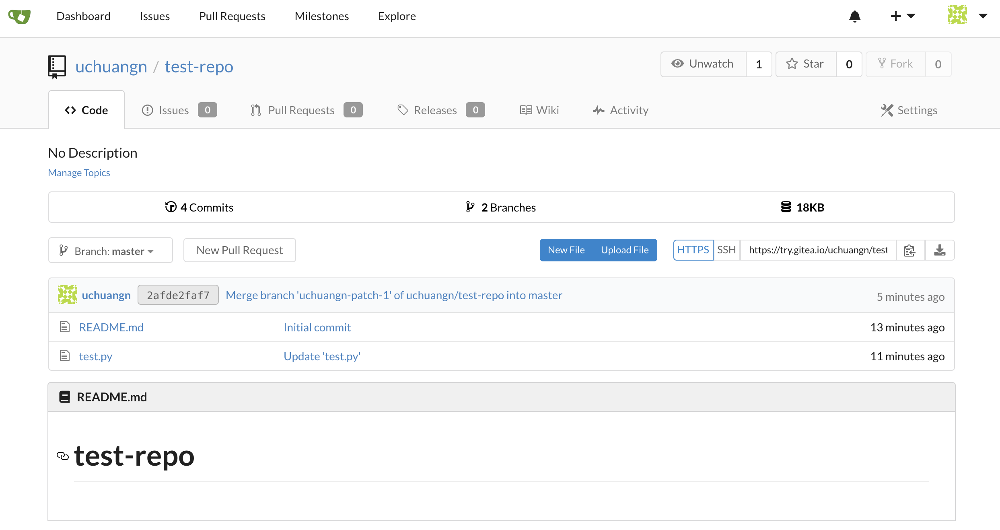 Dashboard Issues Pull Requests Milestones Explore
uchuangn / test-repo Unwatch 1 Star 0 Fork 0
Code Issues 0 Pull Requests 0 Releases 0 Wiki Activity Settings
No Description
Manage Topics
4 Commits 2 Branches 18KB
Branch: master New Pull Request New File Upload File HTTPS SSH https://try.gitea.io/uchuangn/test
uchuangn 2afde2faf7 Merge branch 'uchuangn-patch-1' of uchuangn/test-repo into master 5 minutes ago
README.md Initial commit 13 minutes ago
test.py Update 'test.py' 11 minutes ago
README.md
test-repo